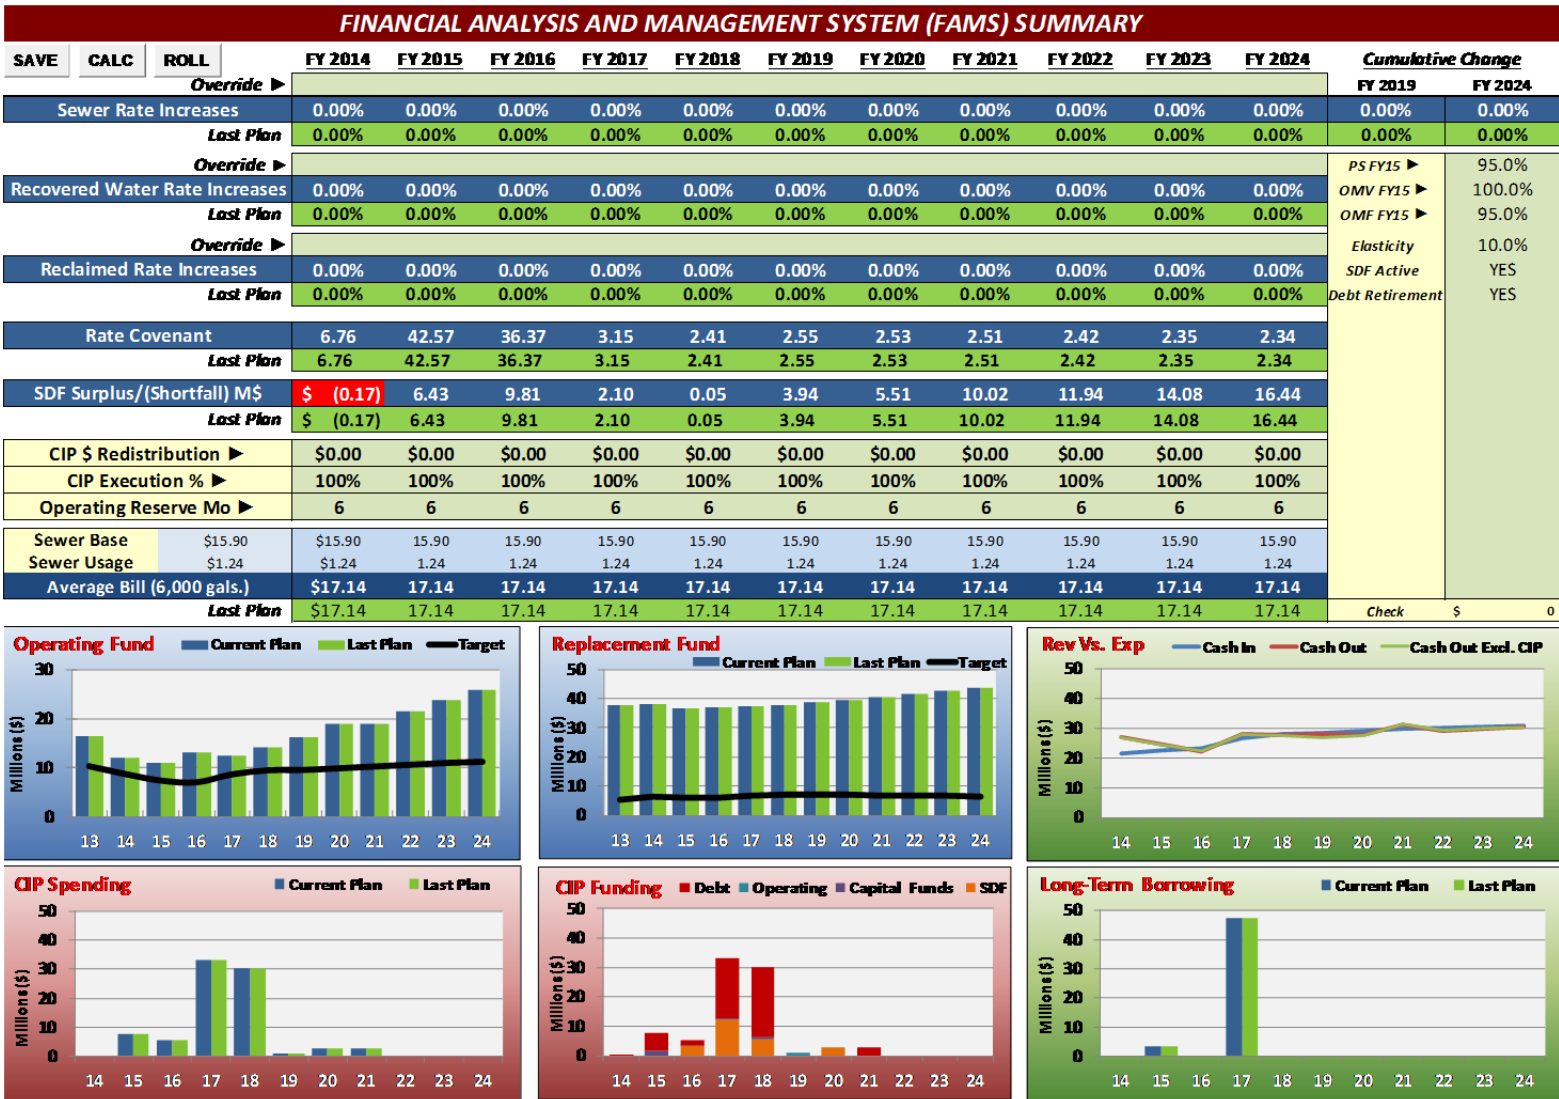 FINANCIAL ANALYSIS AND MANAGEMENT SYSTEM (FAMS) SUMMARY
SAVE CALC ROLL FY 2014 FY 2015 FY 2016 FY 2017 FY 2018 FY 2019 FY 2020 FY 2021 FY 2022 FY 2023 FY 2024 Cumulative Change
Override ► FY 2019 FY 2024
Sewer Rate Increases 0.00% 0.00% 0.00% 0.00% 0.00% 0.00% 0.00% 0.00% 0.00% 0.00% 0.00% 0.00% 0.00%
Last Plan 0.00% 0.00% 0.00% 0.00% 0.00% 0.00% 0.00% 0.00% 0.00% 0.00% 0.00% 0.00% 0.00%
Override ► PS FY15 ► 95.0%
Recovered Water Rate Increases 0.00% 0.00% 0.00% 0.00% 0.00% 0.00% 0.00% 0.00% 0.00% 0.00% 0.00% OMV FY15 ► 100.0%
Last Plan 0.00% 0.00% 0.00% 0.00% 0.00% 0.00% 0.00% 0.00% 0.00% 0.00% 0.00% OMF FY15 ► 95.0%
Override ► Elasticity 10.0%
Reclaimed Rate Increases 0.00% 0.00% 0.00% 0.00% 0.00% 0.00% 0.00% 0.00% 0.00% 0.00% 0.00% SDF Active YES
Last Plan 0.00% 0.00% 0.00% 0.00% 0.00% 0.00% 0.00% 0.00% 0.00% 0.00% 0.00% Debt Retirement YES
Rate Covenant 6.76 42.57 36.37 3.15 2.41 2.55 2.53 2.51 2.42 2.35 2.34
Last Plan 6.76 42.57 36.37 3.15 2.41 2.55 2.53 2.51 2.42 2.35 2.34
SDF Surplus/(Shortfall) M$ $ (0.17) 6.43 9.81 2.10 0.05 3.94 5.51 10.02 11.94 14.08 16.44
Last Plan $ (0.17) 6.43 9.81 2.10 0.05 3.94 5.51 10.02 11.94 14.08 16.44
CIP $ Redistribution ► $0.00 $0.00 $0.00 $0.00 $0.00 $0.00 $0.00 $0.00 $0.00 $0.00 $0.00
CIP Execution % ► 100% 100% 100% 100% 100% 100% 100% 100% 100% 100% 100%
Operating Reserve Mo ► 6 6 6 6 6 6 6 6 6 6 6
Sewer Base $15.90 $15.90 15.90 15.90 15.90 15.90 15.90 15.90 15.90 15.90 15.90 15.90
Sewer Usage $1.24 $1.24 1.24 1.24 1.24 1.24 1.24 1.24 1.24 1.24 1.24 1.24
Average Bill (6,000 gals.) $17.14 17.14 17.14 17.14 17.14 17.14 17.14 17.14 17.14 17.14 17.14
Last Plan $17.14 17.14 17.14 17.14 17.14 17.14 17.14 17.14 17.14 17.14 17.14 Check $ 0
Operating Fund Current Plan Last Plan Target
Millions ($)
30
20
10
0
13 14 15 16 17 18 19 20 21 22 23 24
Replacement Fund
Current Plan Last Plan Target
Millions ($)
50
40
30
20
10
0
13 14 15 16 17 18 19 20 21 22 23 24
Rev Vs. Exp Cash In Cash Out Cash Out Excl. CIP
Millions ($)
50
40
30
20
10
0
14 15 16 17 18 19 20 21 22 23 24
CIP Spending Current Plan Last Plan
Millions ($)
50
40
30
20
10
0
14 15 16 17 18 19 20 21 22 23 24
CIP Funding Debt Operating Capital Funds SDF
Millions ($)
50
40
30
20
10
0
14 15 16 17 18 19 20 21 22 23 24
Long-Term Borrowing Current Plan Last Plan
Millions ($)
50
40
30
20
10
0
14 15 16 17 18 19 20 21 22 23 24